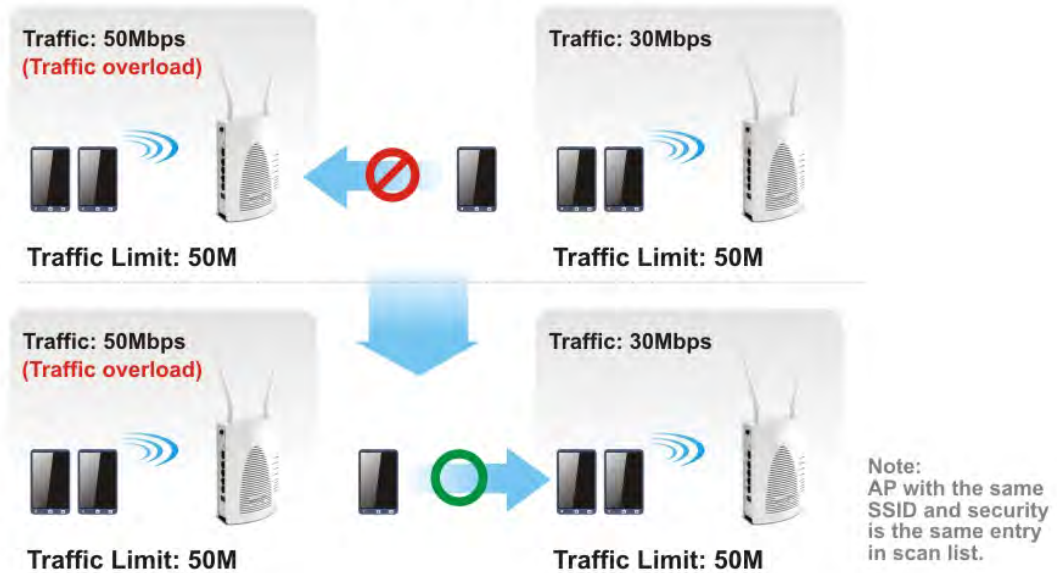 Traffic: 50Mbps
(Traffic overload)
Traffic: 30Mbps
Traffic Limit: 50M
Traffic Limit: 50M
Traffic: 50Mbps
(Traffic overload)
Traffic: 30Mbps
Traffic Limit: 50M
Traffic Limit: 50M
Note:
AP with the same
SSID and security
is the same entry
in scan list.